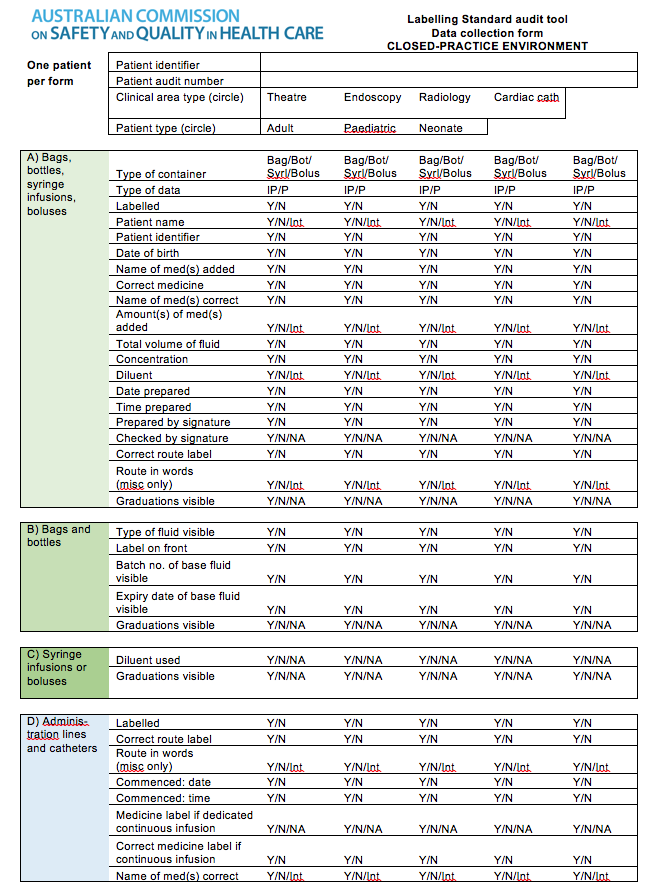 AUSTRALIAN COMMISSION
ON SAFETY AND QUALITY IN HEALTH CARE
Labelling Standard audit tool
Data collection form
CLOSED-PRACTICE ENVIRONMENT
One patient
per form
Patient identifier
Patient audit number
Clinical area type (circle) Theatre Endoscopy Radiology Cardiac cath
Patient type (circle) Adult Paediatric Neonate
A) Bags,
bottles,
syringe
infusions,
boluses
Bag/Bot/ Bag/Bot/ Bag/Bot/ Bag/Bot/ Bag/Bot/
Type of container SyrI/Bolus SyrI/Bolus SyrI/Bolus SyrI/Bolus SyrI/Bolus
Type of data IP/P IP/P IP/P IP/P IP/P
Labelled Y/N Y/N Y/N Y/N Y/N
Patient name Y/N/Int Y/N/Int Y/N/Int Y/N/Int Y/N/Int
Patient identifier Y/N Y/N Y/N Y/N Y/N
Date of birth Y/N Y/N Y/N Y/N Y/N
Name of med(s) added Y/N Y/N Y/N Y/N Y/N
Correct medicine Y/N Y/N Y/N Y/N Y/N
Name of med(s) correct Y/N Y/N Y/N Y/N Y/N
Amount(s) of med(s)
added Y/N/Int Y/N/Int Y/N/Int Y/N/Int Y/N/Int
Total volume of fluid Y/N Y/N Y/N Y/N Y/N
Concentration Y/N Y/N Y/N Y/N Y/N
Diluent Y/N/Int Y/N/Int Y/N/Int Y/N/Int Y/N/Int
Date prepared Y/N Y/N Y/N Y/N Y/N
Time prepared Y/N Y/N Y/N Y/N Y/N
Prepared by signature Y/N Y/N Y/N Y/N Y/N
Checked by signature Y/N/NA Y/N/NA Y/N/NA Y/N/NA Y/N/NA
Correct route label Y/N Y/N Y/N Y/N Y/N
Route in words
(misc only) Y/N/Int Y/N/Int Y/N/Int Y/N/Int Y/N/Int
Graduations visible Y/N/NA Y/N/NA Y/N/NA Y/N/NA Y/N/NA
B) Bags and
bottles
Type of fluid visible Y/N Y/N Y/N Y/N Y/N
Label on front Y/N Y/N Y/N Y/N Y/N
Batch no. of base fluid
visible Y/N Y/N Y/N Y/N Y/N
Expiry date of base fluid
visible Y/N Y/N Y/N Y/N Y/N
Graduations visible Y/N/NA Y/N/NA Y/N/NA Y/N/NA Y/N/NA
C) Syringe
infusions or
boluses
Diluent used Y/N/NA Y/N/NA Y/N/NA Y/N/NA Y/N/NA
Graduations visible Y/N/NA Y/N/NA Y/N/NA Y/N/NA Y/N/NA
D) Adminis-
tration lines
and catheters
Labelled Y/N Y/N Y/N Y/N Y/N
Correct route label Y/N Y/N Y/N Y/N Y/N
Route in words
(misc only) Y/N/Int Y/N/Int Y/N/Int Y/N/Int Y/N/Int
Commenced: date Y/N Y/N Y/N Y/N Y/N
Commenced: time Y/N Y/N Y/N Y/N Y/N
Medicine label if dedicated
continuous infusion Y/N/NA Y/N/NA Y/N/NA Y/N/NA Y/N/NA
Correct medicine label if
continuous infusion Y/N Y/N Y/N Y/N Y/N
Name of med(s) correct Y/N/Int Y/N/Int Y/N/Int Y/N/Int Y/N/Int